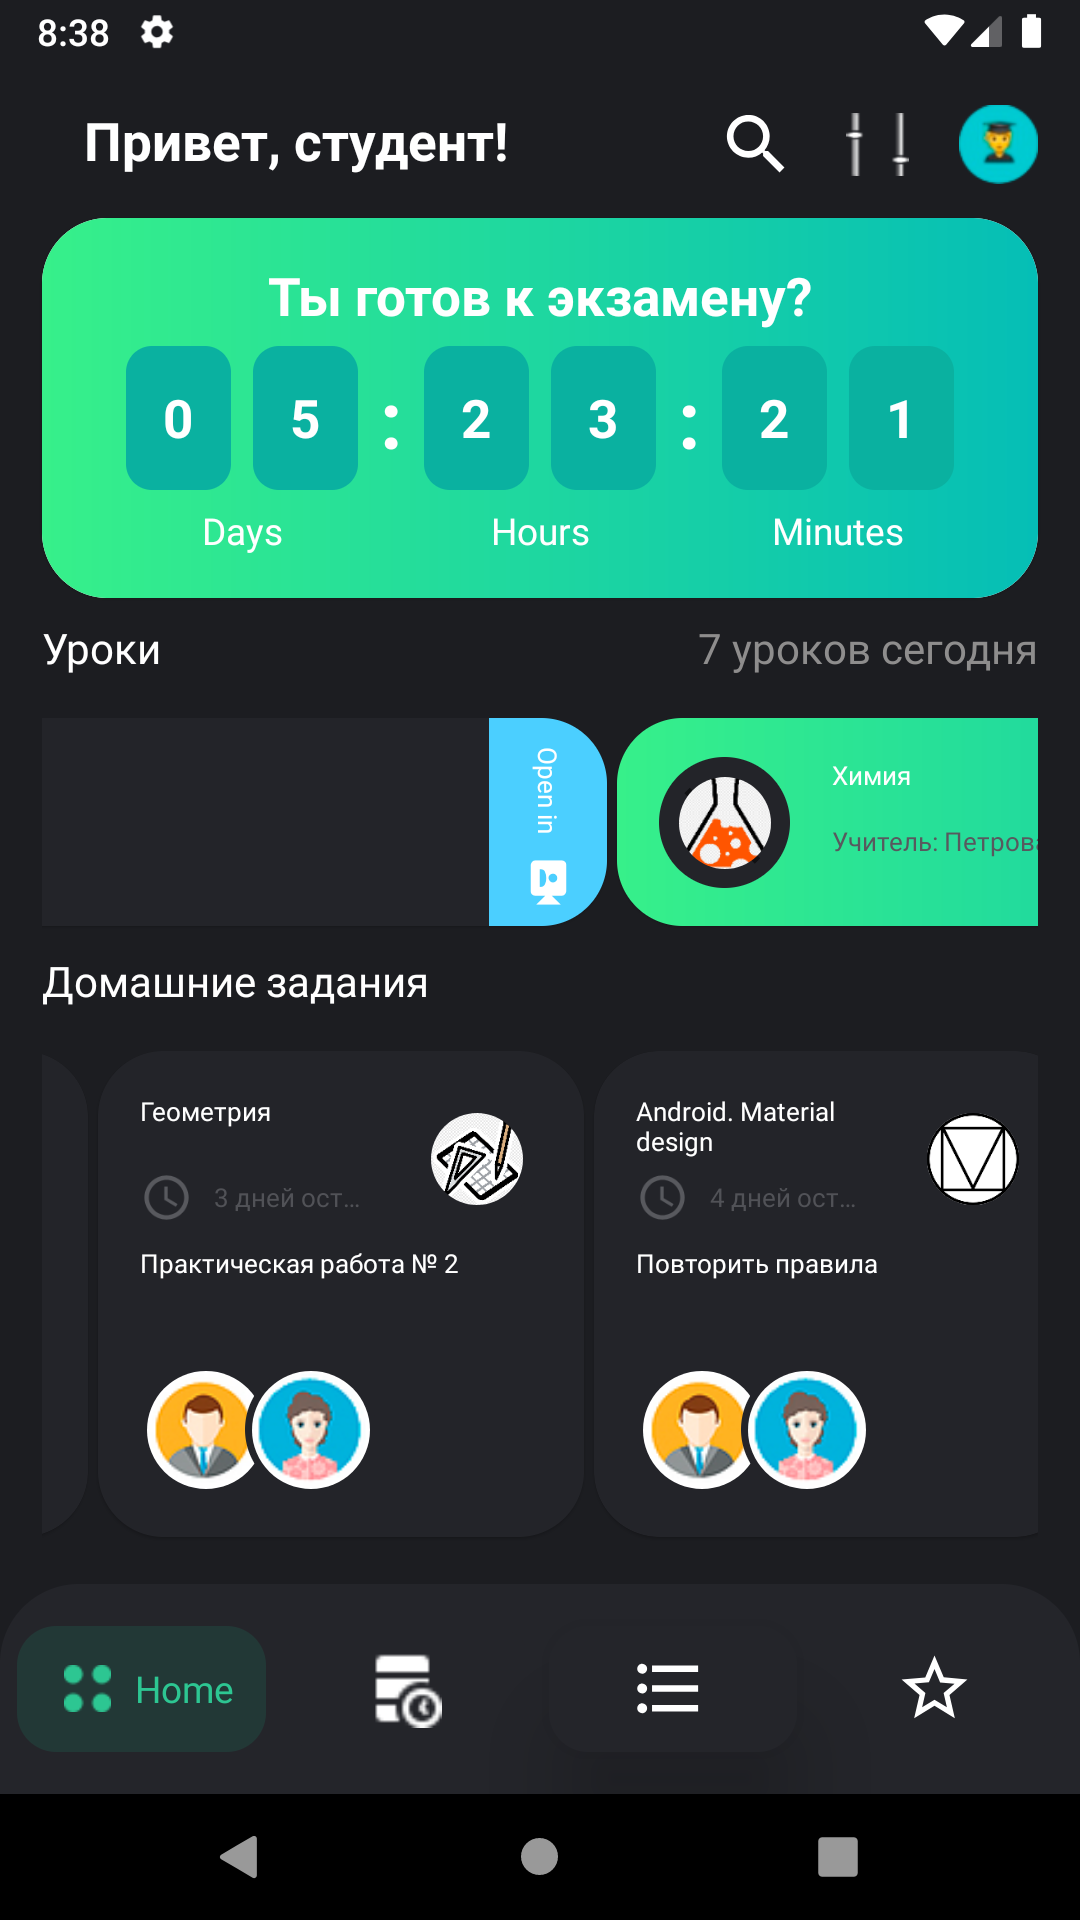 8:38
Привет, студент!
Ты готов к экзамену?
0 5 : 2 3 : 2 1
Days Hours Minutes
Уроки 7 уроков сегодня
Open in
Химия
Учитель: Петрова
Домашние задания
Геометрия
3 дней ост...
Практическая работа № 2
Android. Material
design
4 дней ост...
Повторить правила
Home